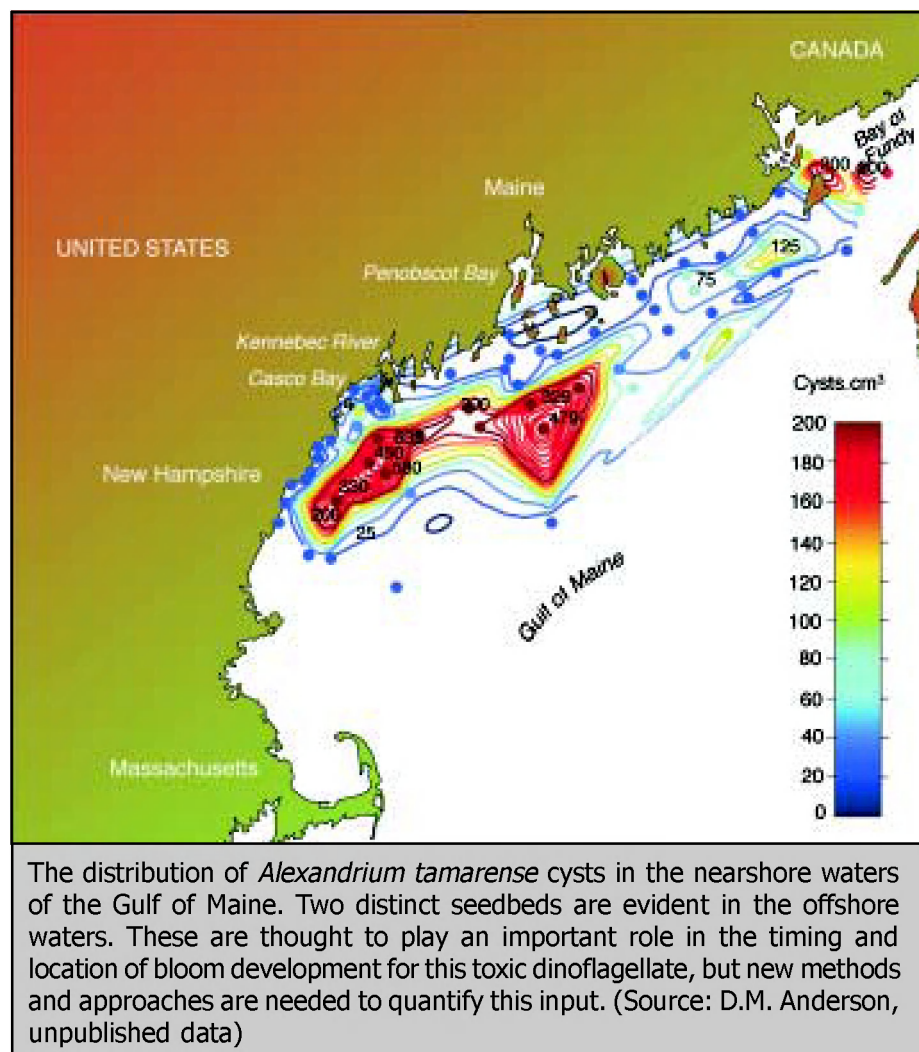 CANADA
Bay of
Fundy
200
Maine
UNITED STATES
125
Penobscot Bay
75
Kennebec River
Casco Bay
Cysts.cm³
200
180
160
140
120
100
80
60
40
20
0
200
479
New Hampshire
200
25
Gulf of Maine
Massachusetts
The distribution of Alexandrium tamarense cysts in the nearshore waters
of the Gulf of Maine. Two distinct seedbeds are evident in the offshore
waters. These are thought to play an important role in the timing and
location of bloom development for this toxic dinoflagellate, but new methods
and approaches are needed to quantify this input. (Source: D.M. Anderson,
unpublished data)